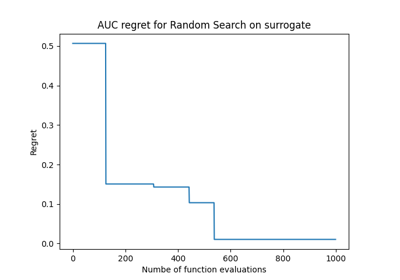 AUC regret for Random Search on surrogate
0.5
0.4
0.3
0.2
0.1
0.0
Regret
0 200 400 600 800 1000
Numbe of function evaluations